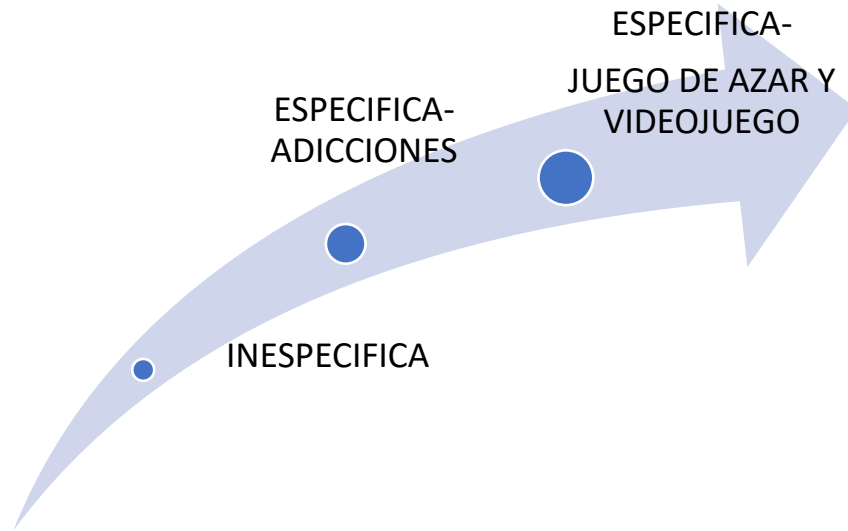 ESPECIFICA-
JUEGO DE AZAR Y
VIDEOJUEGO
ESPECIFICA-
ADICCIONES
INESPECIFICA